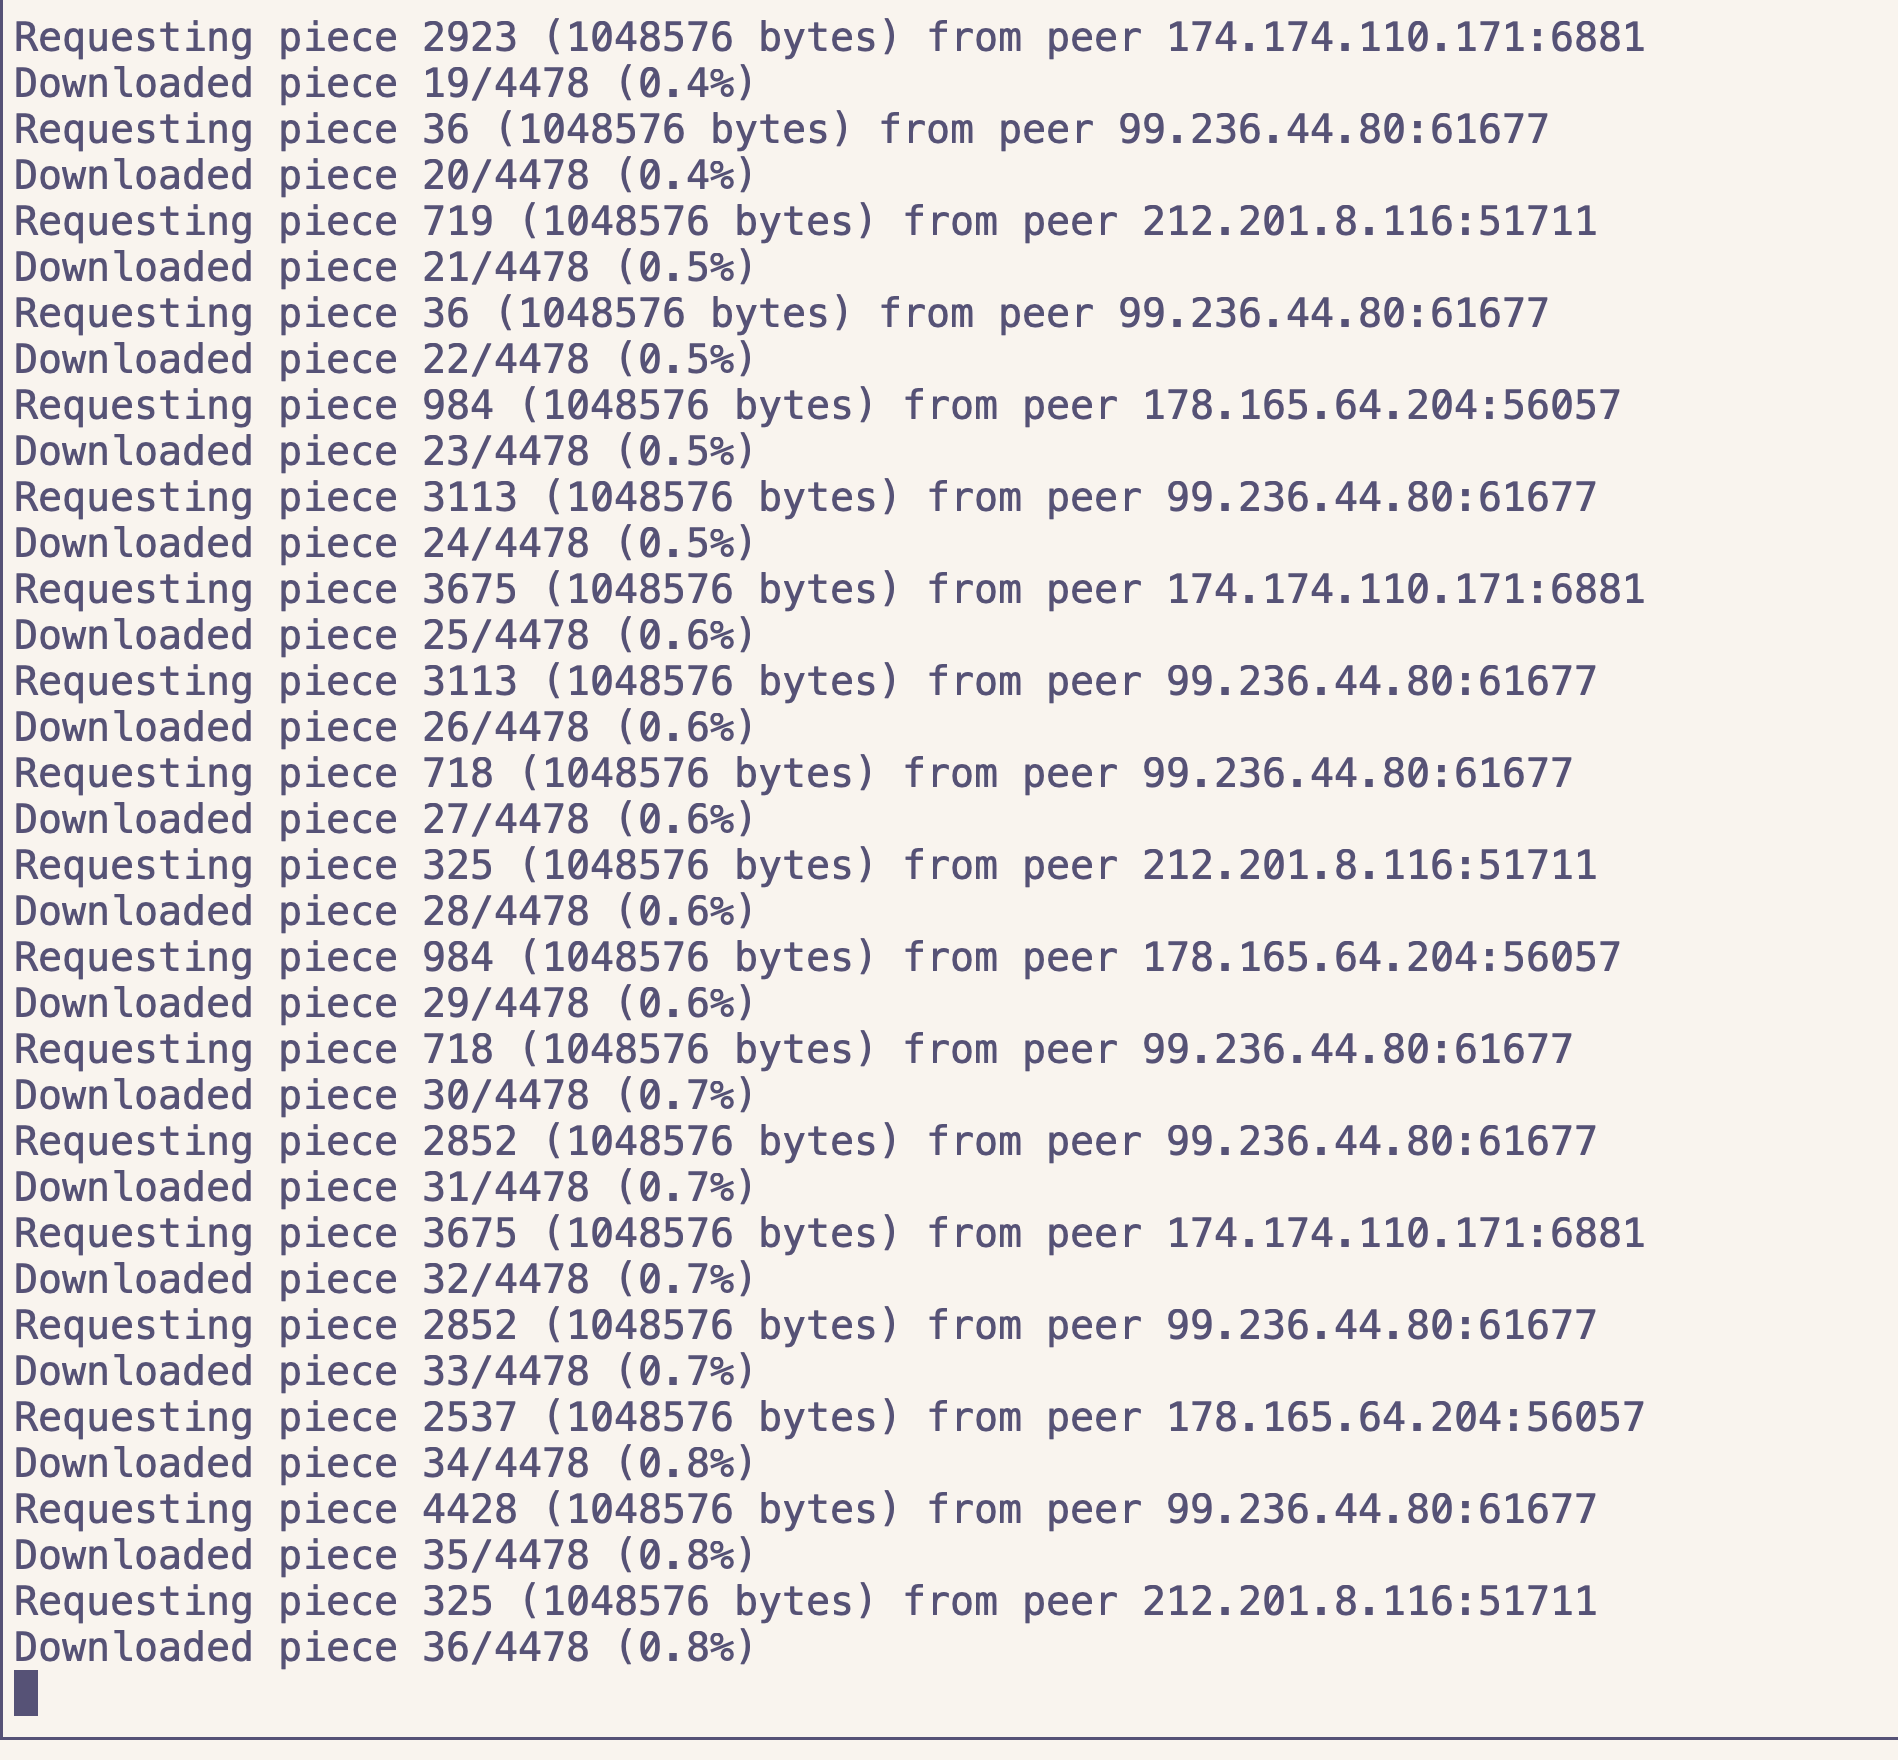 Requesting piece 2923 (1048576 bytes) from peer 174.174.110.171:6881
Downloaded piece 19/4478 (0.4%)
Requesting piece 36 (1048576 bytes) from peer 99.236.44.80:61677
Downloaded piece 20/4478 (0.4%)
Requesting piece 719 (1048576 bytes) from peer 212.201.8.116:51711
Downloaded piece 21/4478 (0.5%)
Requesting piece 36 (1048576 bytes) from peer 99.236.44.80:61677
Downloaded piece 22/4478 (0.5%)
Requesting piece 984 (1048576 bytes) from peer 178.165.64.204:56057
Downloaded piece 23/4478 (0.5%)
Requesting piece 3113 (1048576 bytes) from peer 99.236.44.80:61677
Downloaded piece 24/4478 (0.5%)
Requesting piece 3675 (1048576 bytes) from peer 174.174.110.171:6881
Downloaded piece 25/4478 (0.6%)
Requesting piece 3113 (1048576 bytes) from peer 99.236.44.80:61677
Downloaded piece 26/4478 (0.6%)
Requesting piece 718 (1048576 bytes) from peer 99.236.44.80:61677
Downloaded piece 27/4478 (0.6%)
Requesting piece 325 (1048576 bytes) from peer 212.201.8.116:51711
Downloaded piece 28/4478 (0.6%)
Requesting piece 984 (1048576 bytes) from peer 178.165.64.204:56057
Downloaded piece 29/4478 (0.6%)
Requesting piece 718 (1048576 bytes) from peer 99.236.44.80:61677
Downloaded piece 30/4478 (0.7%)
Requesting piece 2852 (1048576 bytes) from peer 99.236.44.80:61677
Downloaded piece 31/4478 (0.7%)
Requesting piece 3675 (1048576 bytes) from peer 174.174.110.171:6881
Downloaded piece 32/4478 (0.7%)
Requesting piece 2852 (1048576 bytes) from peer 99.236.44.80:61677
Downloaded piece 33/4478 (0.7%)
Requesting piece 2537 (1048576 bytes) from peer 178.165.64.204:56057
Downloaded piece 34/4478 (0.8%)
Requesting piece 4428 (1048576 bytes) from peer 99.236.44.80:61677
Downloaded piece 35/4478 (0.8%)
Requesting piece 325 (1048576 bytes) from peer 212.201.8.116:51711
Downloaded piece 36/4478 (0.8%)